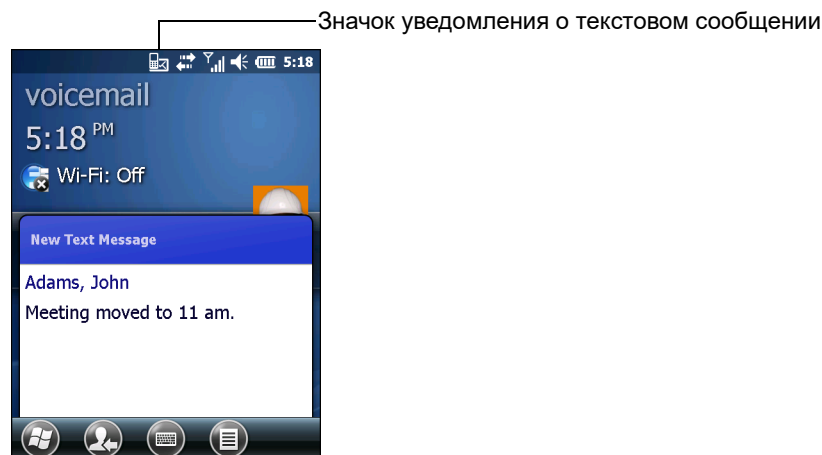 Значок уведомления о текстовом сообщении
5:18
voicemail
5:18 PM
Wi-Fi: Off
New Text Message
Adams, John
Meeting moved to 11 am.